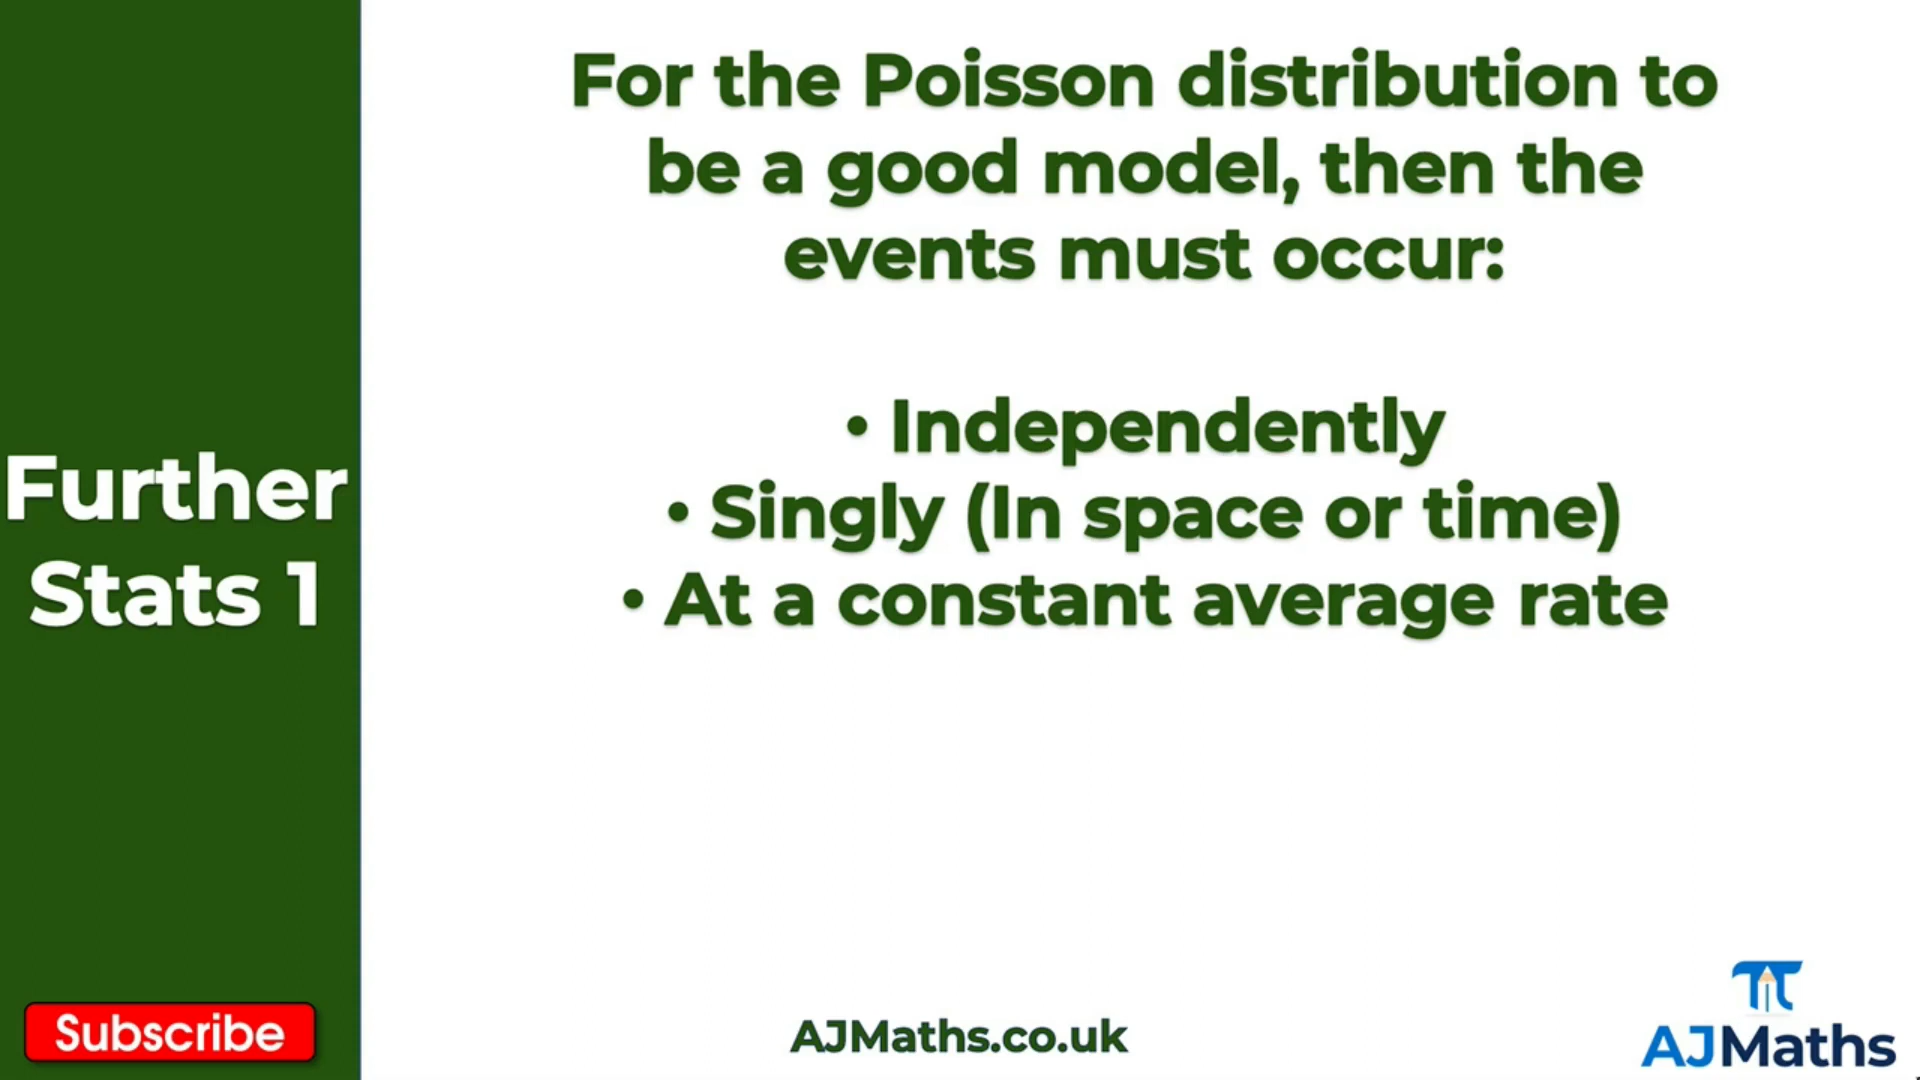 For the Poisson distribution to
be a good model, then the
events must occur:
• Independently
• Singly (In space or time)
• At a constant average rate
Further
Stats 1
Subscribe
AJMaths.co.uk
AJMaths